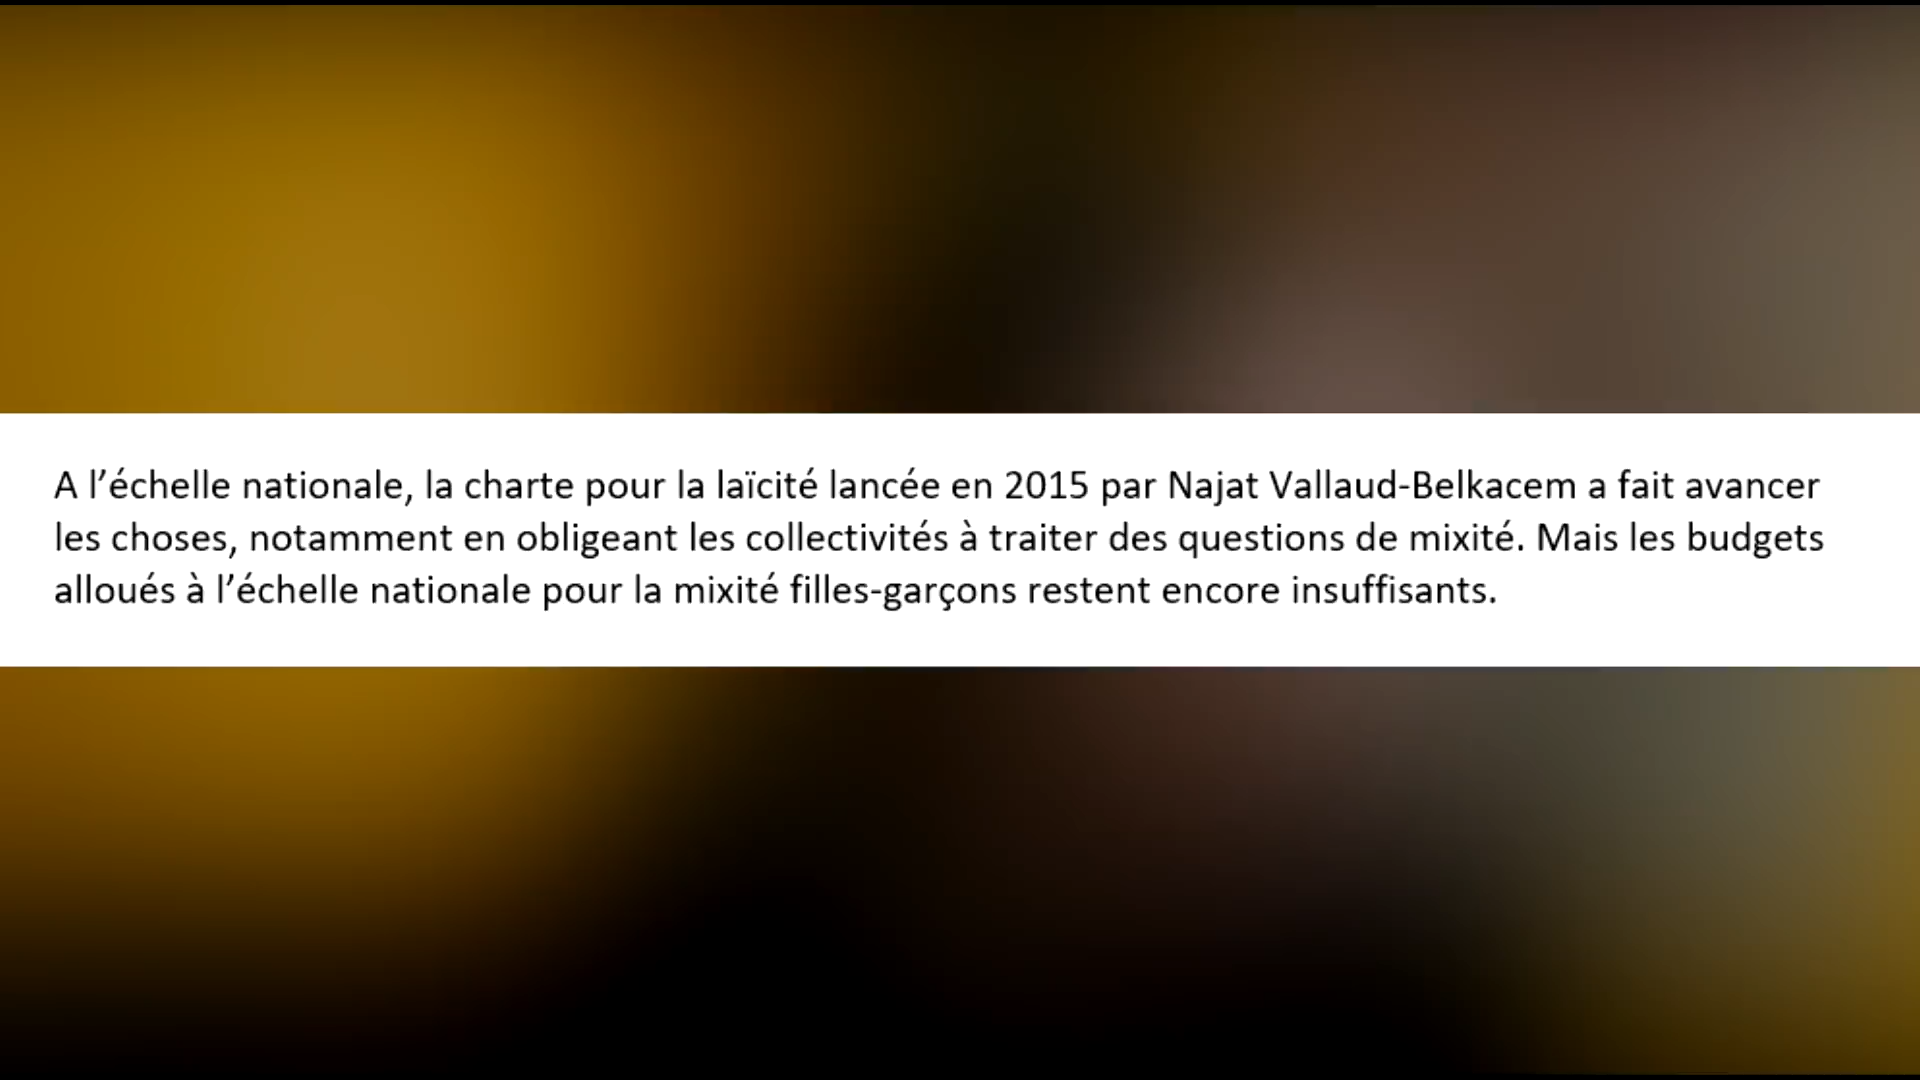 A l’échelle nationale, la charte pour la laïcité lancée en 2015 par Najat Vallaud-Belkacem a fait avancer
les choses, notamment en obligeant les collectivités à traiter des questions de mixité. Mais les budgets
alloués à l’échelle nationale pour la mixité filles-garçons restent encore insuffisants.